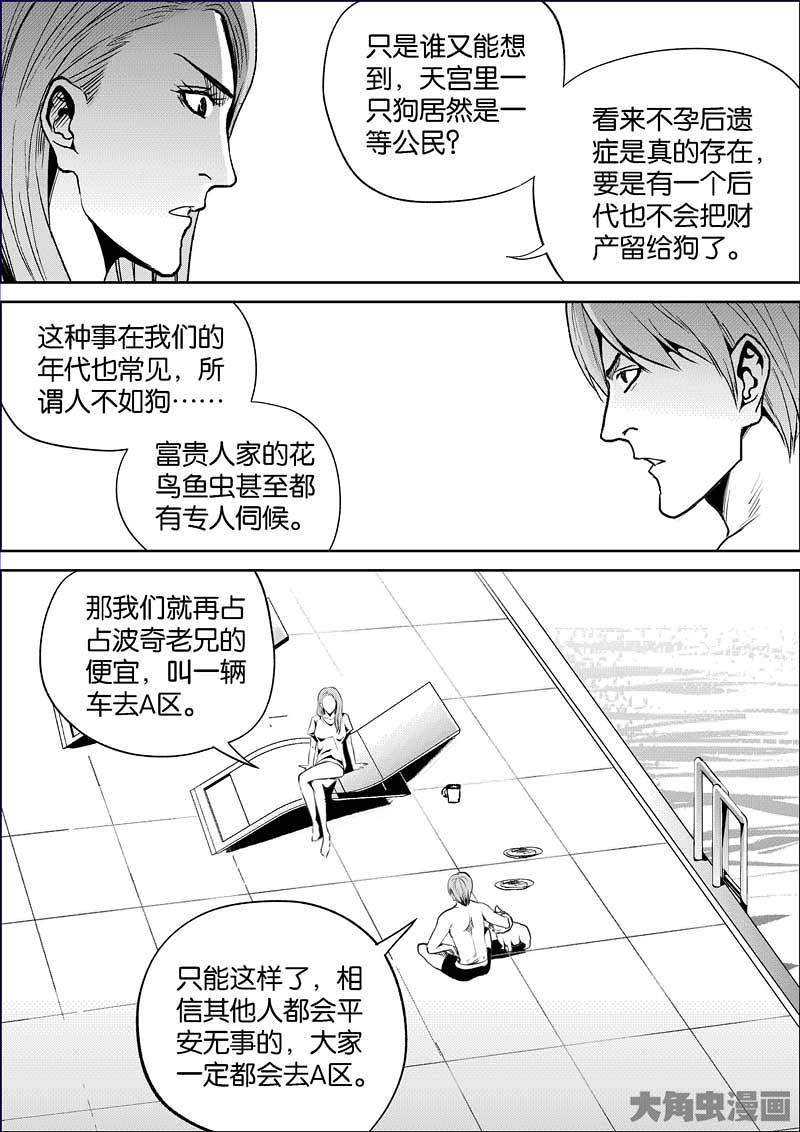 只是谁又能想
到，天宫里一
只狗居然是一
等公民？
看来不孕后遗
症是真的存在，
要是有一个后
代也不会把财
产留给狗了。
这种事在我们的
年代也常见，所
谓人不如狗……
富贵人家的花
鸟鱼虫甚至都
有专人伺候。
那我们就再占
占波奇老兄的
便宜，叫一辆
车去A区。
只能这样了，相
信其他人都会平
安无事的，大家
一定都会去A区。
大角虫漫画